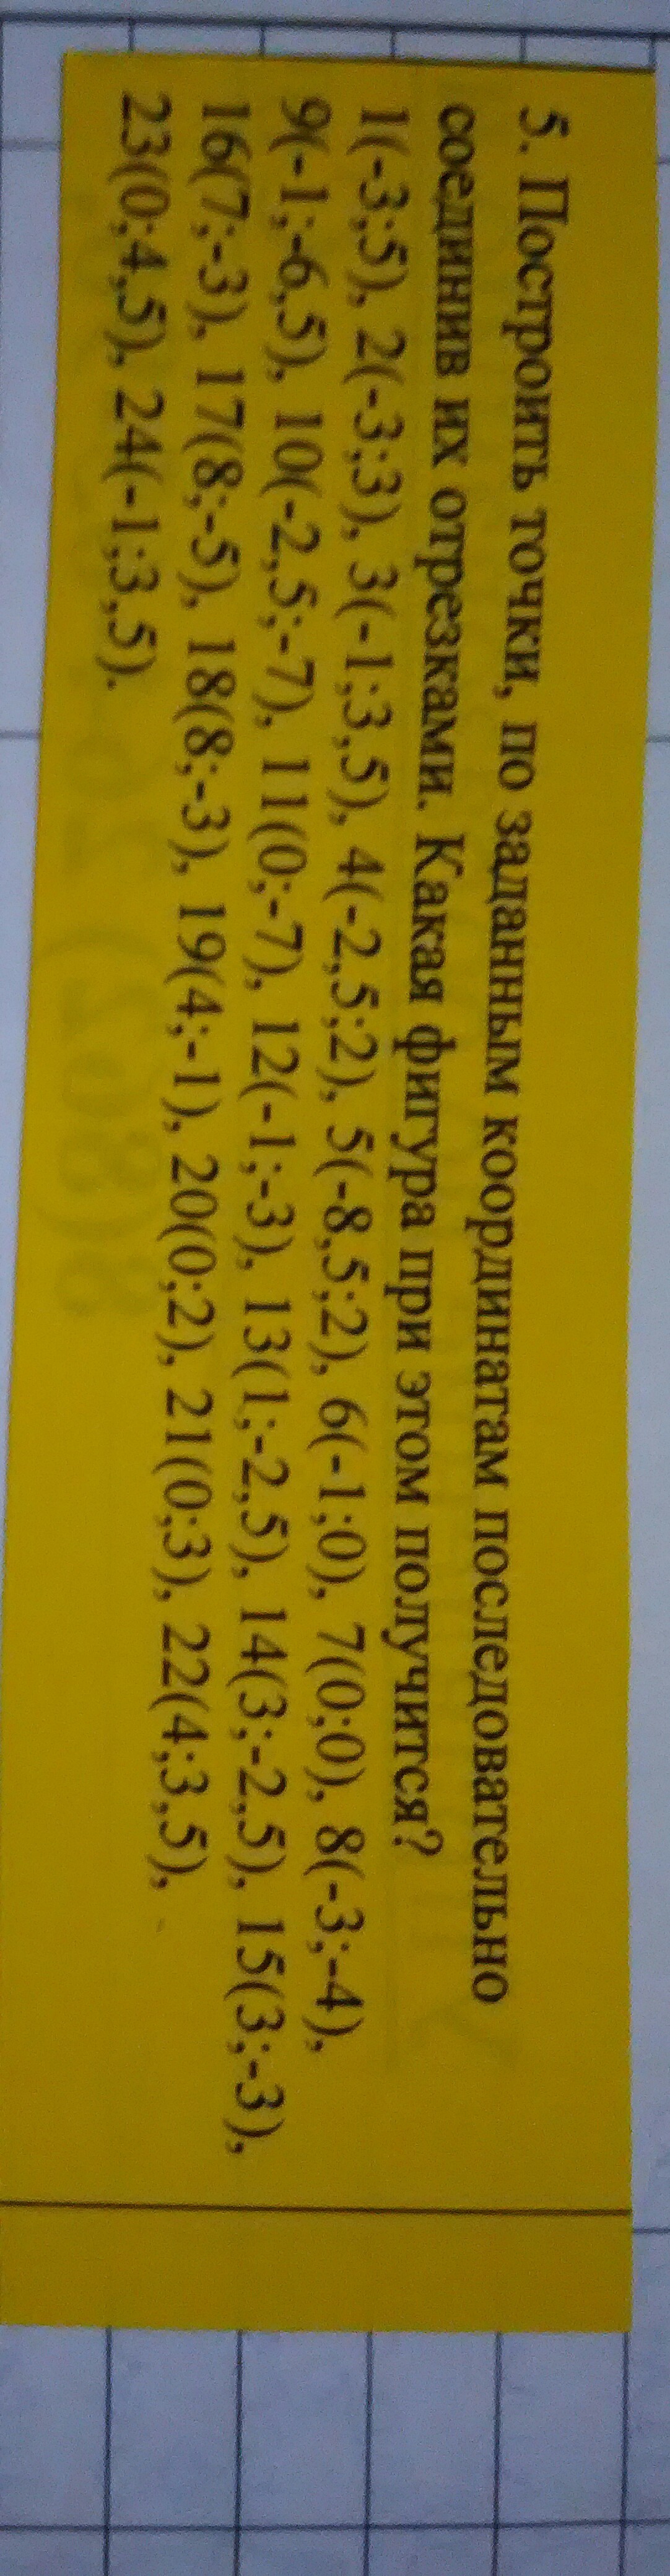 5. Построить точки, по заданным координатам последовательно
соединив их отрезками. Какая фигура при этом получится?
1(-3;5), 2(-3;3), 3(-1;3,5), 4(-2,5;2), 5(-8,5;2), 6(-1;0), 7(0;0), 8(-3;-4),
9(-1;-6,5), 10(-2,5;-7), 11(0;-7), 12(-1;-3), 13(1;-2,5), 14(3;-2,5), 15(3;-3),
16(7;-3), 17(8;-5), 18(8;-3), 19(4;-1), 20(0;2), 21(0;3), 22(4;3,5),
23(0;4,5), 24(-1;3,5).